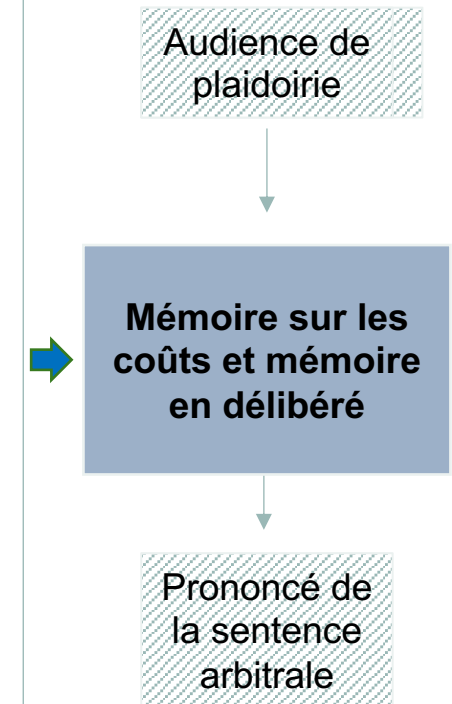 Audience de
plaidoirie
Mémoire sur les
coûts et mémoire
en délibéré
Prononcé de
la sentence
arbitrale